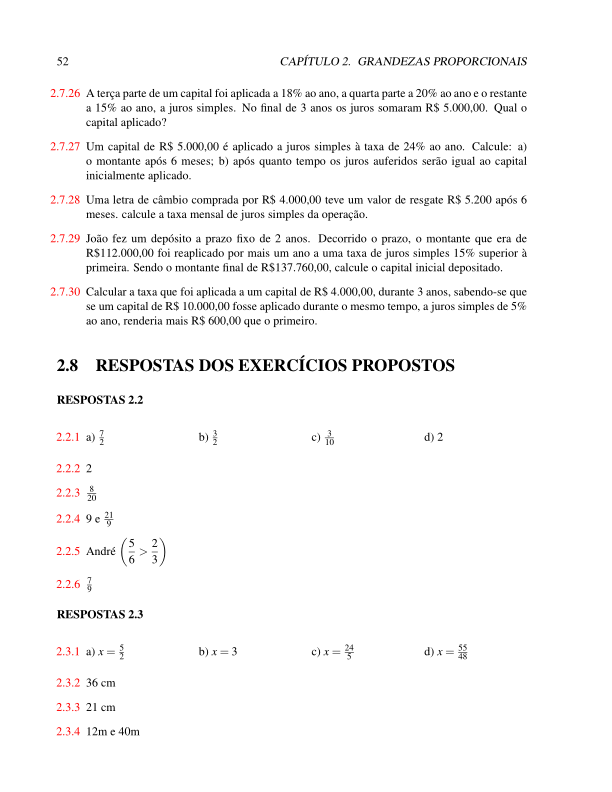 52 CAPÍTULO 2. GRANDEZAS PROPORCIONAIS
2.7.26 A terça parte de um capital foi aplicada a 18% ao ano, a quarta parte a 20% ao ano e o restante
a 15% ao ano, a juros simples. No final de 3 anos os juros somaram R$ 5.000,00. Qual o
capital aplicado?
2.7.27 Um capital de R$ 5.000,00 é aplicado a juros simples à taxa de 24% ao ano. Calcule: a)
o montante após 6 meses; b) após quanto tempo os juros auferidos serão igual ao capital
inicialmente aplicado.
2.7.28 Uma letra de câmbio comprada por R$ 4.000,00 teve um valor de resgate R$ 5.200 após 6
meses. calcule a taxa mensal de juros simples da operação.
2.7.29 João fez um depósito a prazo fixo de 2 anos. Decorrido o prazo, o montante que era de
R$112.000,00 foi reaplicado por mais um ano a uma taxa de juros simples 15% superior à
primeira. Sendo o montante final de R$137.760,00, calcule o capital inicial depositado.
2.7.30 Calcular a taxa que foi aplicada a um capital de R$ 4.000,00, durante 3 anos, sabendo-se que
se um capital de R$ 10.000,00 fosse aplicado durante o mesmo tempo, a juros simples de 5%
ao ano, renderia mais R$ 600,00 que o primeiro.
2.8 RESPOSTAS DOS EXERCÍCIOS PROPOSTOS
RESPOSTAS 2.2
2.2.1 a) 7/2 b) 3/2 c) 3/10 d) 2
2.2.2 2
2.2.3 8/20
2.2.4 9 e 21/9
2.2.5 André (5/6 > 2/3)
2.2.6 7/9
RESPOSTAS 2.3
2.3.1 a) x = 5/2 b) x = 3 c) x = 24/5 d) x = 55/48
2.3.2 36 cm
2.3.3 21 cm
2.3.4 12m e 40m